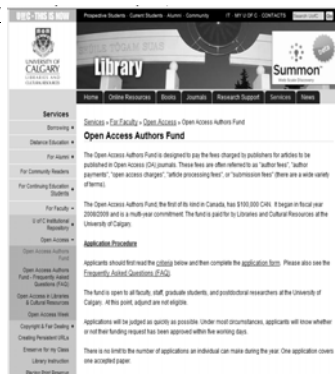 THIS IS NOW
Prospective Students Current Students Alumni Community
IT MY U OF C CONTACTS
UNIVERSITY OF
CALGARY
LIBRARIES AND
CULTURAL RESOURCES
Library
Summon
Home Online Resources Books Journals Research Support Services News
Services
Borrowing
Distance Education
For Alumni
For Community Readers
For Continuing Education
Students
For Faculty
U of C Institutional
Repository
Open Access
Open Access Authors
Fund
Open Access Authors
Fund - Frequently Asked
Questions (FAQ)
Open Access in Libraries
& Cultural Resources
Open Access Week
Copyright & Fair Dealing
Creating Persistent URLs
Ereserve for my Class
Library Instruction
Services » For Faculty » Open Access » Open Access Authors Fund
Open Access Authors Fund
The Open Access Authors Fund is designed to pay the fees charged by publishers for articles to be
published in Open Access (OA) journals. These fees are often referred to as "author fees", "author
payments", "open access charges", "article processing fees", or "submission fees" (there are a wide variety
of terms).
The Open Access Authors Fund, the first of its kind in Canada, has $100,000 CAN. It began in fiscal year
2008/2009 and is a multi-year commitment. The fund is paid for by Libraries and Cultural Resources at the
University of Calgary.
Application Procedure
Applicants should first read the criteria below and then complete the application form. Please also see the
Frequently Asked Questions (FAQ).
The fund is open to all faculty, staff, graduate students, and postdoctoral researchers at the University of
Calgary. At this point, adjunct are not eligible.
Applications will be judged as quickly as possible. Under most circumstances, applicants will know whether
or not their funding request has been approved within five working days.
There is no limit to the number of applications an individual can make during the year. One application covers
one accepted paper.